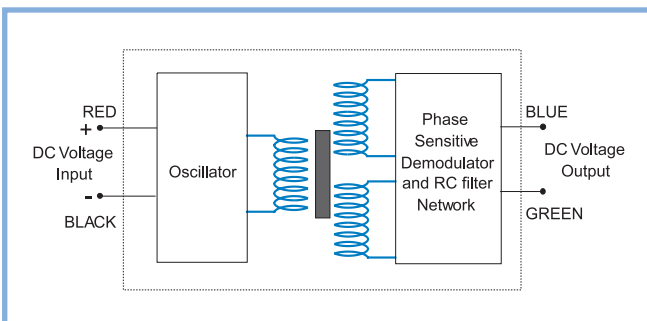 RED
+
DC Voltage
Input
-
BLACK
Oscillator
Phase
Sensitive
Demodulator
and RC filter
Network
BLUE
DC Voltage
Output
GREEN